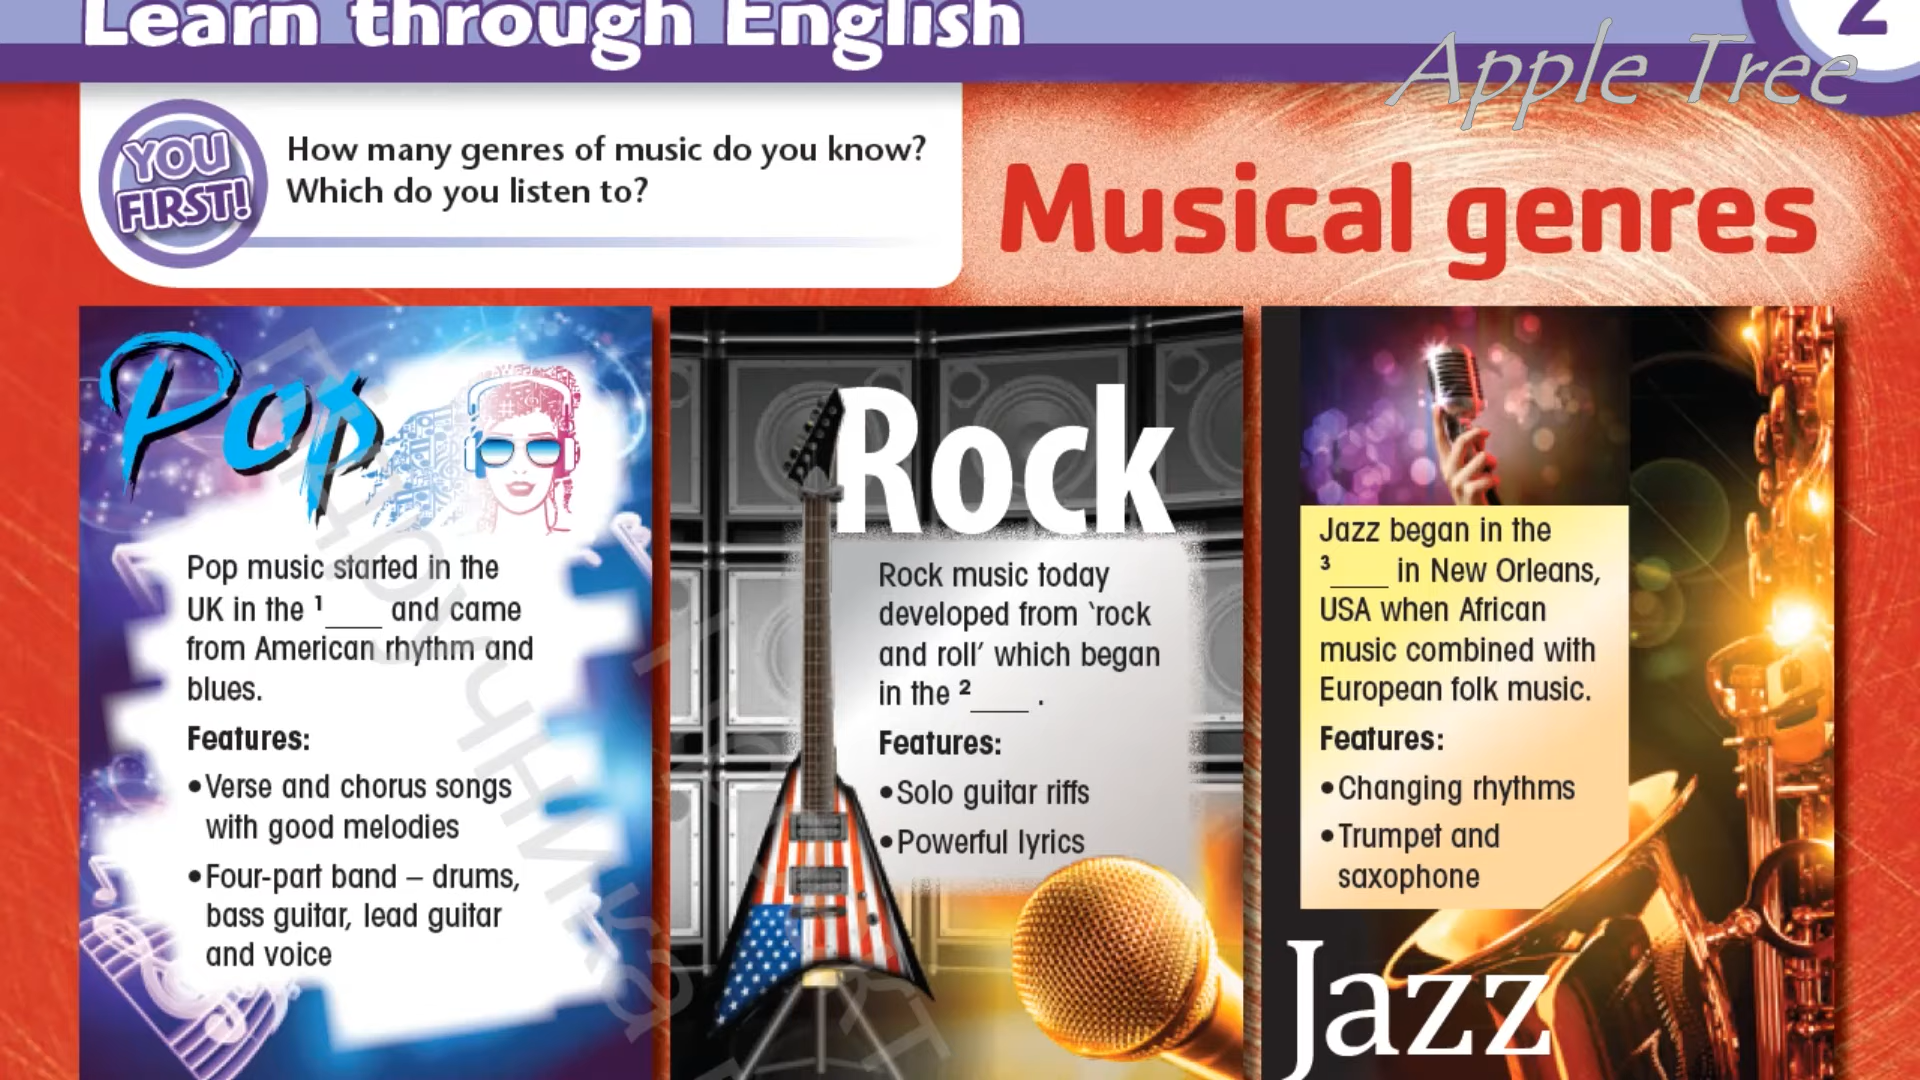 Learn through English
2
Apple Tree
YOU
FIRST!
How many genres of music do you know?
Which do you listen to?
Musical genres
Pop
Pop music started in the
UK in the ¹____ and came
from American rhythm and
blues.
Features:
•Verse and chorus songs
with good melodies
•Four-part band – drums,
bass guitar, lead guitar
and voice
Rock
Rock music today
developed from ‘rock
and roll’ which began
in the ²____ .
Features:
•Solo guitar riffs
•Powerful lyrics
Jazz began in the
³____ in New Orleans,
USA when African
music combined with
European folk music.
Features:
•Changing rhythms
•Trumpet and
saxophone
Jazz